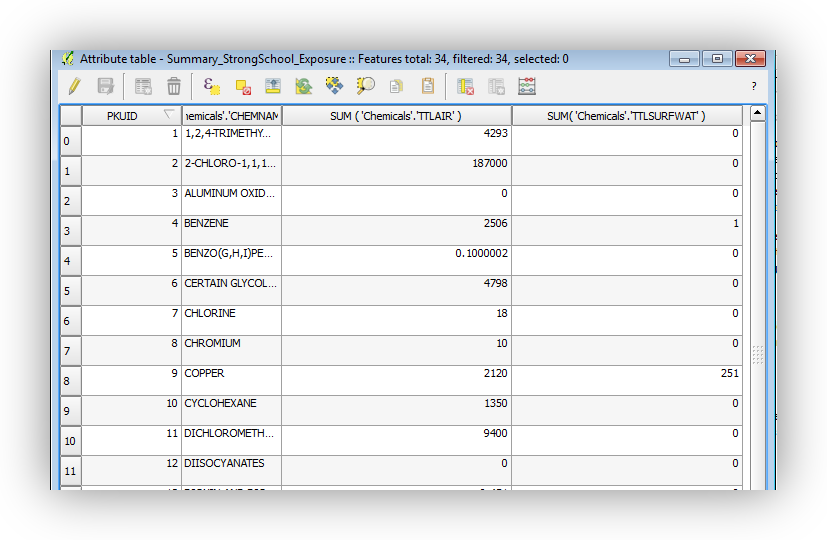 Attribute table - Summary_StrongSchool_Exposure :: Features total: 34, filtered: 34, selected: 0
?
PKUID hemicals'.'CHEMNAM SUM ( 'Chemicals'.'TTLAIR' ) SUM( 'Chemicals'.'TTLSURFWAT' )
0 1 1,2,4-TRIMETHY... 4293 0
1 2 2-CHLORO-1,1,1... 187000 0
2 3 ALUMINUM OXID... 0 0
3 4 BENZENE 2506 1
4 5 BENZO(G,H,I)PE... 0.1000002 0
5 6 CERTAIN GLYCOL... 4798 0
6 7 CHLORINE 18 0
7 8 CHROMIUM 10 0
8 9 COPPER 2120 251
9 10 CYCLOHEXANE 1350 0
10 11 DICHLOROMETH... 9400 0
11 12 DIISOCYANATES 0 0